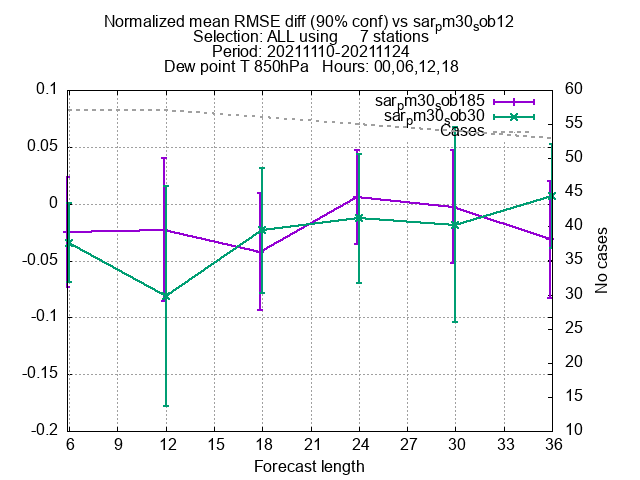 Normalized mean RMSE diff (90% conf) vs sarpm30sob12
Selection: ALL using 7 stations
Period: 20211110-20211124
Dew point T 850hPa Hours: 00,06,12,18
0.1
0.05
0
-0.05
-0.1
-0.15
-0.2
60
55
50
45
40
35
30
25
20
15
10
No cases
sarpm30sob185
sarpm30sob30
Cases
6 9 12 15 18 21 24 27 30 33 36
Forecast length